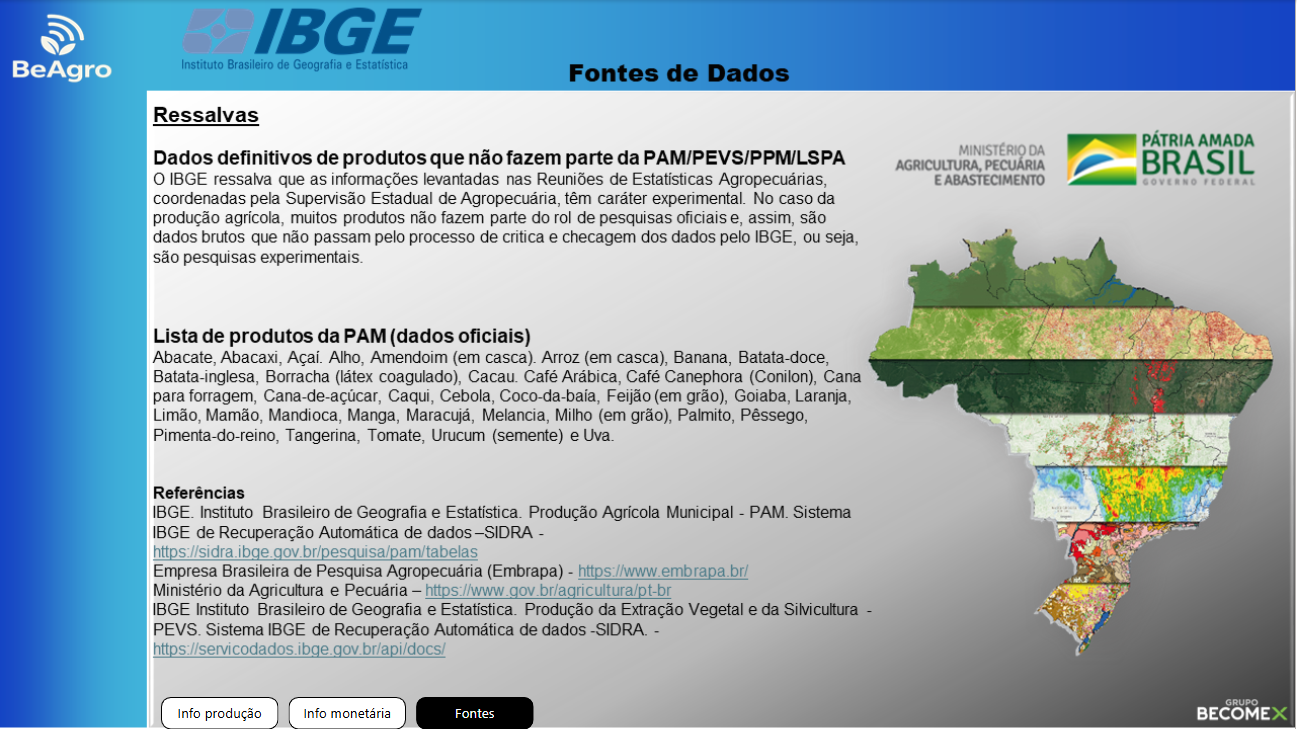 BeAgro
IBGE
Instituto Brasileiro de Geografia e Estatística
Fontes de Dados
Ressalvas
Dados definitivos de produtos que não fazem parte da PAM/PEVS/PPM/LSPA
O IBGE ressalva que as informações levantadas nas Reuniões de Estatísticas Agropecuárias,
coordenadas pela Supervisão Estadual de Agropecuária, têm caráter experimental. No caso da
produção agrícola, muitos produtos não fazem parte do rol de pesquisas oficiais e, assim, são
dados brutos que não passam pelo processo de critica e checagem dos dados pelo IBGE, ou seja,
são pesquisas experimentais.
MINISTÉRIO DA
AGRICULTURA, PECUÁRIA
E ABASTECIMENTO
PÁTRIA AMADA
BRASIL
GOVERNO FEDERAL
Lista de produtos da PAM (dados oficiais)
Abacate, Abacaxi, Açaí. Alho, Amendoim (em casca). Arroz (em casca), Banana, Batata-doce,
Batata-inglesa, Borracha (látex coagulado), Cacau. Café Arábica, Café Canephora (Conilon), Cana
para forragem, Cana-de-açúcar, Caqui, Cebola, Coco-da-baía, Feijão (em grão), Goiaba, Laranja,
Limão, Mamão, Mandioca, Manga, Maracujá, Melancia, Milho (em grão), Palmito, Pêssego,
Pimenta-do-reino, Tangerina, Tomate, Urucum (semente) e Uva.
Referências
IBGE. Instituto Brasileiro de Geografia e Estatística. Produção Agrícola Municipal - PAM. Sistema
IBGE de Recuperação Automática de dados –SIDRA -
https://sidra.ibge.gov.br/pesquisa/pam/tabelas
Empresa Brasileira de Pesquisa Agropecuária (Embrapa) - https://www.embrapa.br/
Ministério da Agricultura e Pecuária – https://www.gov.br/agricultura/pt-br
IBGE Instituto Brasileiro de Geografia e Estatística. Produção da Extração Vegetal e da Silvicultura -
PEVS. Sistema IBGE de Recuperação Automática de dados -SIDRA. -
https://servicodados.ibge.gov.br/api/docs/
Info produção
Info monetária
Fontes
GRUPO
BECOMEX